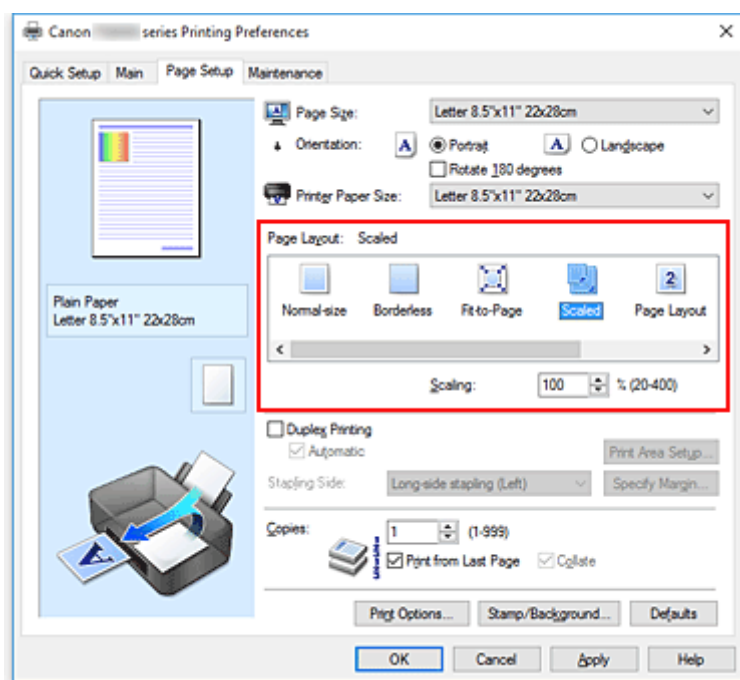 Canon series Printing Preferences
Quick Setup Main Page Setup Maintenance
Page Size: Letter 8.5"x11" 22x28cm
Orientation: A Portrait A Landscape
Rotate 180 degrees
Printer Paper Size: Letter 8.5"x11" 22x28cm
Page Layout: Scaled
Normal-size Borderless Fit-to-Page Scaled 2 Page Layout
Scaling: 100 % (20-400)
Plain Paper
Letter 8.5"x11" 22x28cm
Duplex Printing
Automatic Print Area Setup...
Stapling Side: Long-side stapling (Left) Specify Margin...
Copies: 1 (1-999)
Print from Last Page Collate
A
Print Options... Stamp/Background... Defaults
OK Cancel Apply Help